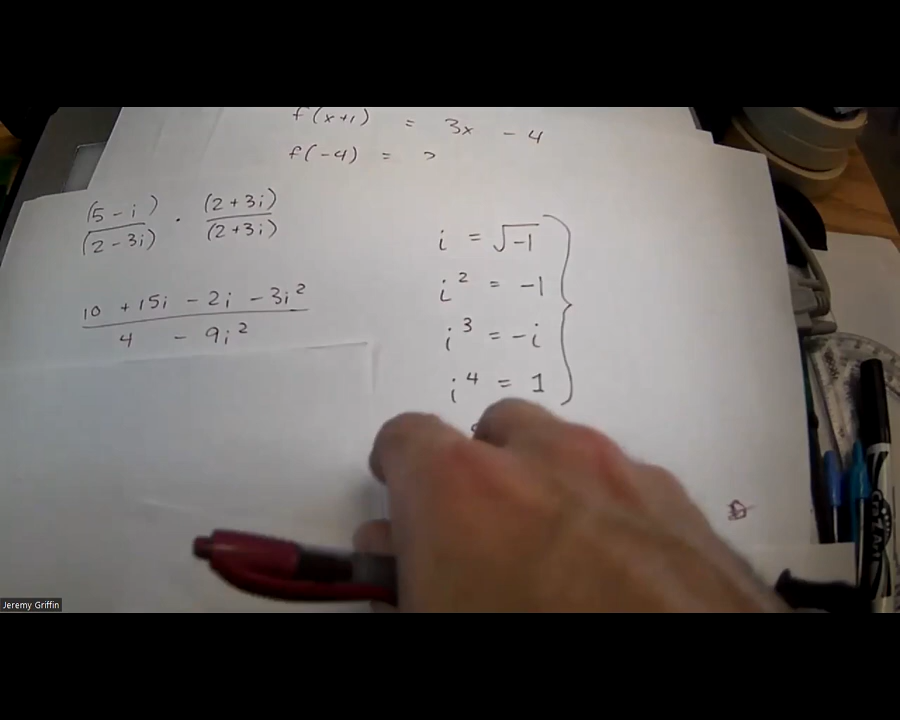 f(x+1) = 3x - 4
f(-4) = >
(5-i)/(2-3i) · (2+3i)/(2+3i)
10 +15i -2i -3i²
4 - 9i²
i = √-1
i² = -1
i³ = -i
i⁴ = 1
Jeremy Griffin